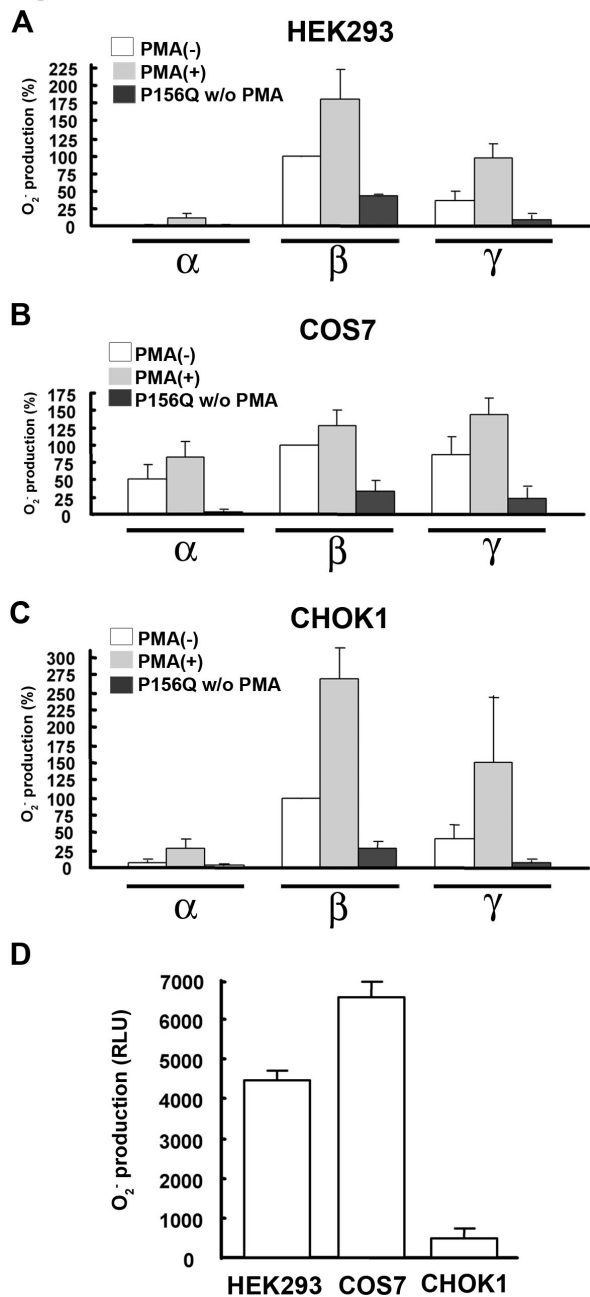 A
HEK293
PMA(-)
PMA(+)
P156Q w/o PMA
O2- production (%)
225
200
175
150
125
100
75
50
25
0
α
β
γ
B
COS7
PMA(-)
PMA(+)
P156Q w/o PMA
O2- production (%)
175
150
125
100
75
50
25
0
α
β
γ
C
CHOK1
PMA(-)
PMA(+)
P156Q w/o PMA
O2- production (%)
300
275
250
225
200
175
150
125
100
75
50
25
0
α
β
γ
D
O2- production (RLU)
7000
6000
5000
4000
3000
2000
1000
0
HEK293 COS7 CHOK1